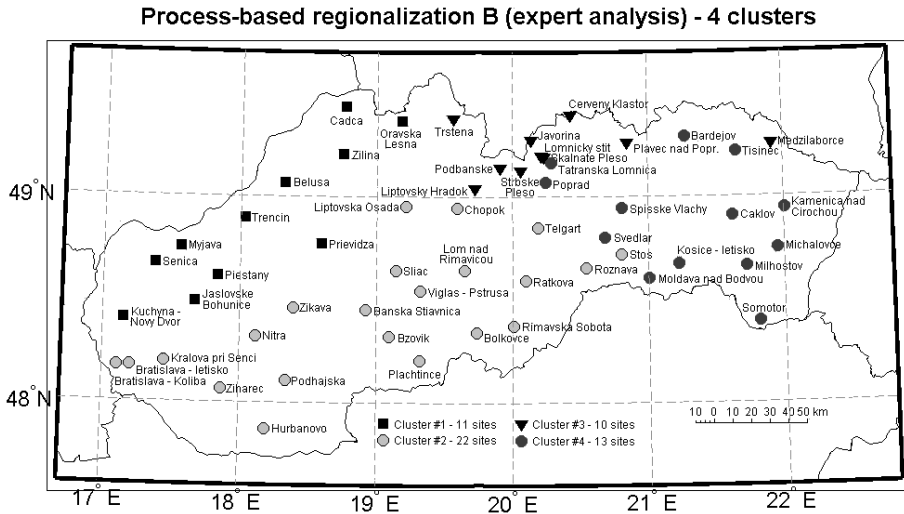 Process-based regionalization B (expert analysis) - 4 clusters
Cerveny Klastor
Cadca
Oravska
Lesna
Trstena
Javorina
Bardejov
Lomnicky stit
Plavec nad Popr.
Medzilaborce
Zilina
Skalnate Pleso
Tisinec
Podbanske
Tatranska Lomnica
Belusa
Strbske
Pleso
Poprad
49°N
Liptovsky Hradok
Kamenica nad
Cirochou
Liptovska Osada
Chopok
Spisske Vlachy
Caklov
Trencin
Telgart
Myjava
Prievidza
Lom nad
Rimavicou
Svedlar
Kosice - letisko
Michalovce
Senica
Stos
Piestany
Sliac
Roznava
Milhostov
Ratkova
Moldava nad Bodvou
Jaslovske
Bohunice
Viglas - Pstrusa
Kuchyna -
Novy Dvor
Zikava
Banska Stiavnica
Somotor
Nitra
Bzovik
Bolkovce
Rimavska Sobota
Kralova pri Senci
Bratislava - letisko
Bratislava - Koliba
Plachtince
Ziharec
Podhajska
48°N
Hurbanovo
Cluster #1 - 11 sites
Cluster #3 - 10 sites
Cluster #2 - 22 sites
Cluster #4 - 13 sites
10 0 10 20 30 40 50 km
17° E
18° E
19° E
20° E
21° E
22° E